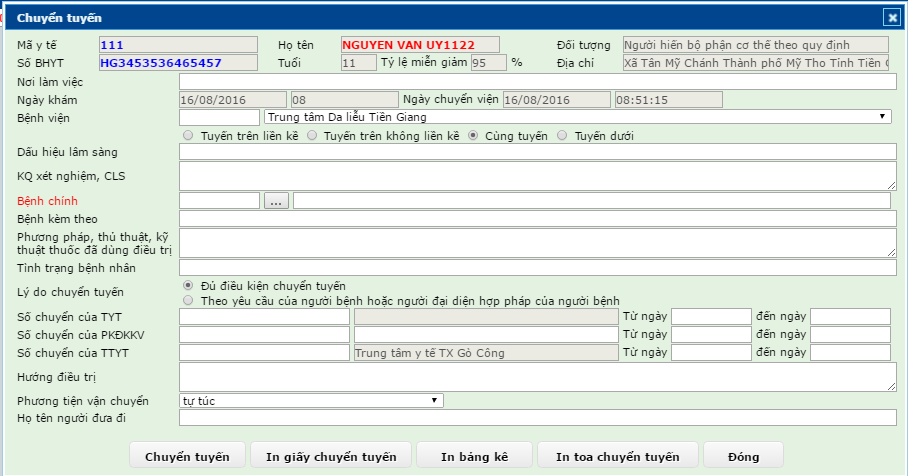 Chuyển tuyến
Mã y tế 111 Họ tên NGUYEN VAN UY1122 Đối tượng Người hiến bộ phận cơ thể theo quy định
Số BHYT HG3453536465457 Tuổi 11 Tỷ lệ miễn giảm 95 % Địa chỉ Xã Tân Mỹ Chánh Thành phố Mỹ Tho Tỉnh Tiền G
Nơi làm việc
Ngày khám 16/08/2016 08 Ngày chuyển viện 16/08/2016 08:51:15
Bệnh viện Trung tâm Da liễu Tiền Giang
Tuyến trên liền kề Tuyến trên không liền kề Cùng tuyến Tuyến dưới
Dấu hiệu lâm sàng
KQ xét nghiệm, CLS
Bệnh chính ...
Bệnh kèm theo
Phương pháp, thủ thuật, kỹ
thuật thuốc đã dùng điều trị
Tình trạng bệnh nhân
Lý do chuyển tuyến Đủ điều kiện chuyển tuyến
Theo yêu cầu của người bệnh hoặc người đại diện hợp pháp của người bệnh
Số chuyển của TYT Từ ngày đến ngày
Số chuyển của PKĐKKV Từ ngày đến ngày
Số chuyển của TTYT Trung tâm y tế TX Gò Công Từ ngày đến ngày
Hướng điều trị
Phương tiện vận chuyển tự túc
Họ tên người đưa đi
Chuyển tuyến In giấy chuyển tuyến In bảng kê In toa chuyển tuyến Đóng